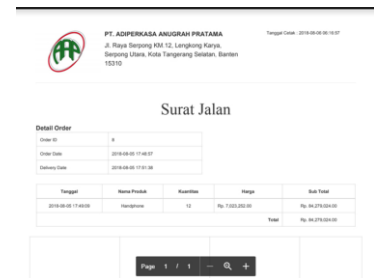 PT. ADIPERKASA ANUGRAH PRATAMA
Jl. Raya Serpong KM.12, Lengkong Karya,
Serpong Utara, Kota Tangerang Selatan, Banten
15310
Tanggal Cetak : 2018-08-06 06:16:07
Surat Jalan
Detail Order
Order ID 8
Order Date 2018-08-05 17:48:57
Delivery Date 2018-08-05 17:51:38
Tanggal Nama Produk Kuantitas Harga Sub Total
2018-08-05 17:49:09 Handphone 12 Rp. 7.023.252.00 Rp. 84.279.024.00
Total Rp. 84.279.024.00
Page 1 / 1